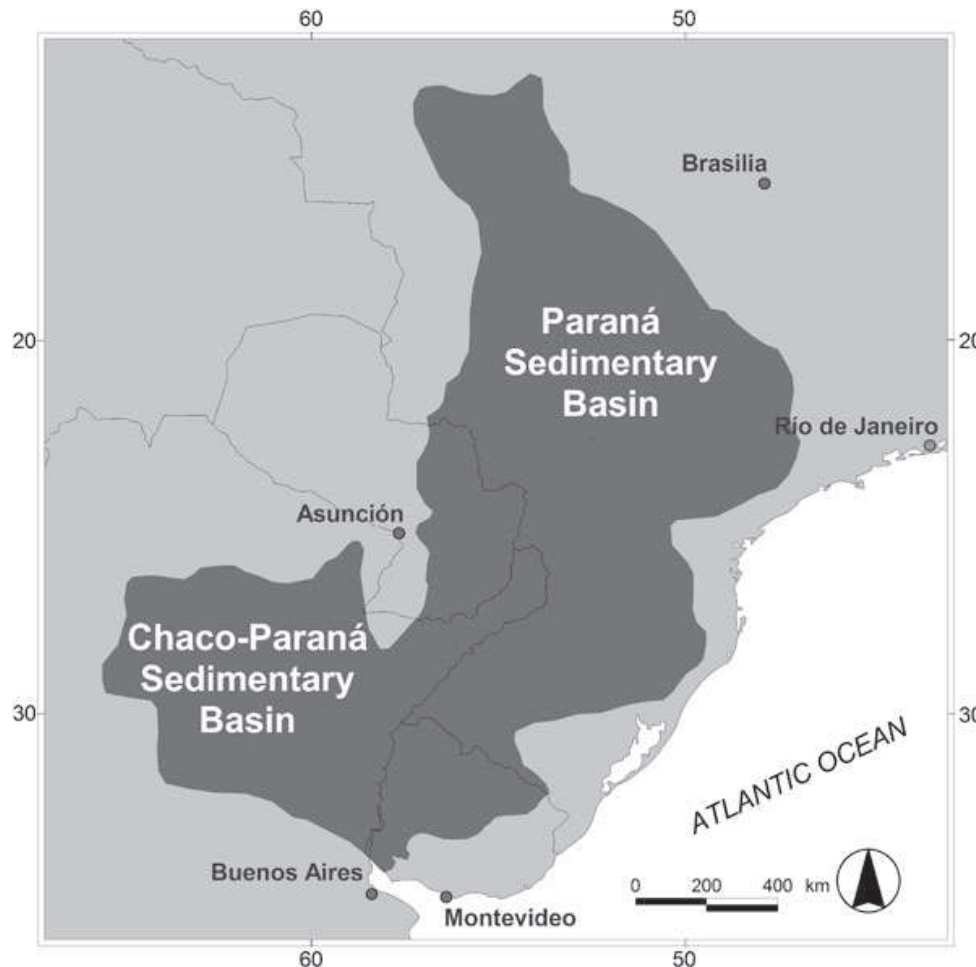 60 50
Brasilia
20 20
Paraná
Sedimentary
Basin
Río de Janeiro
Asunción
Chaco-Paraná
Sedimentary
Basin
30 30
ATLANTIC OCEAN
Buenos Aires
0 200 400 km
Montevideo
60 50